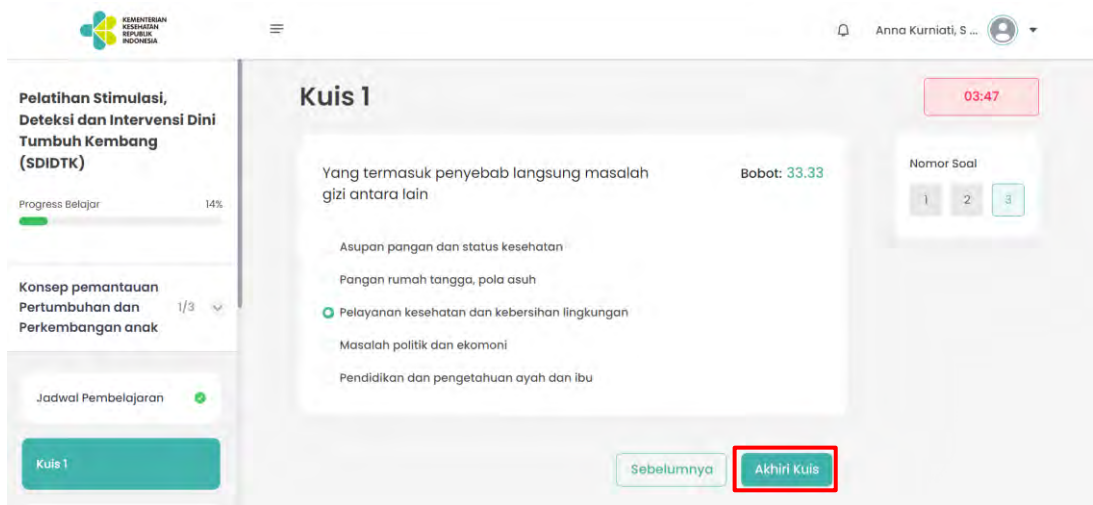 KEMENTERIAN
KESEHATAN
REPUBLIK
INDONESIA
Anna Kurniati, S ...
Pelatihan Stimulasi,
Deteksi dan Intervensi Dini
Tumbuh Kembang
(SDIDTK)
Progress Belajar 14%
Konsep pemantauan
Pertumbuhan dan 1/3
Perkembangan anak
Jadwal Pembelajaran
Kuis 1
Kuis 1
03:47
Yang termasuk penyebab langsung masalah
gizi antara lain
Bobot: 33.33
Asupan pangan dan status kesehatan
Pangan rumah tangga, pola asuh
Pelayanan kesehatan dan kebersihan lingkungan
Masalah politik dan ekomoni
Pendidikan dan pengetahuan ayah dan ibu
Nomor Soal
1 2 3
Sebelumnya
Akhiri Kuis